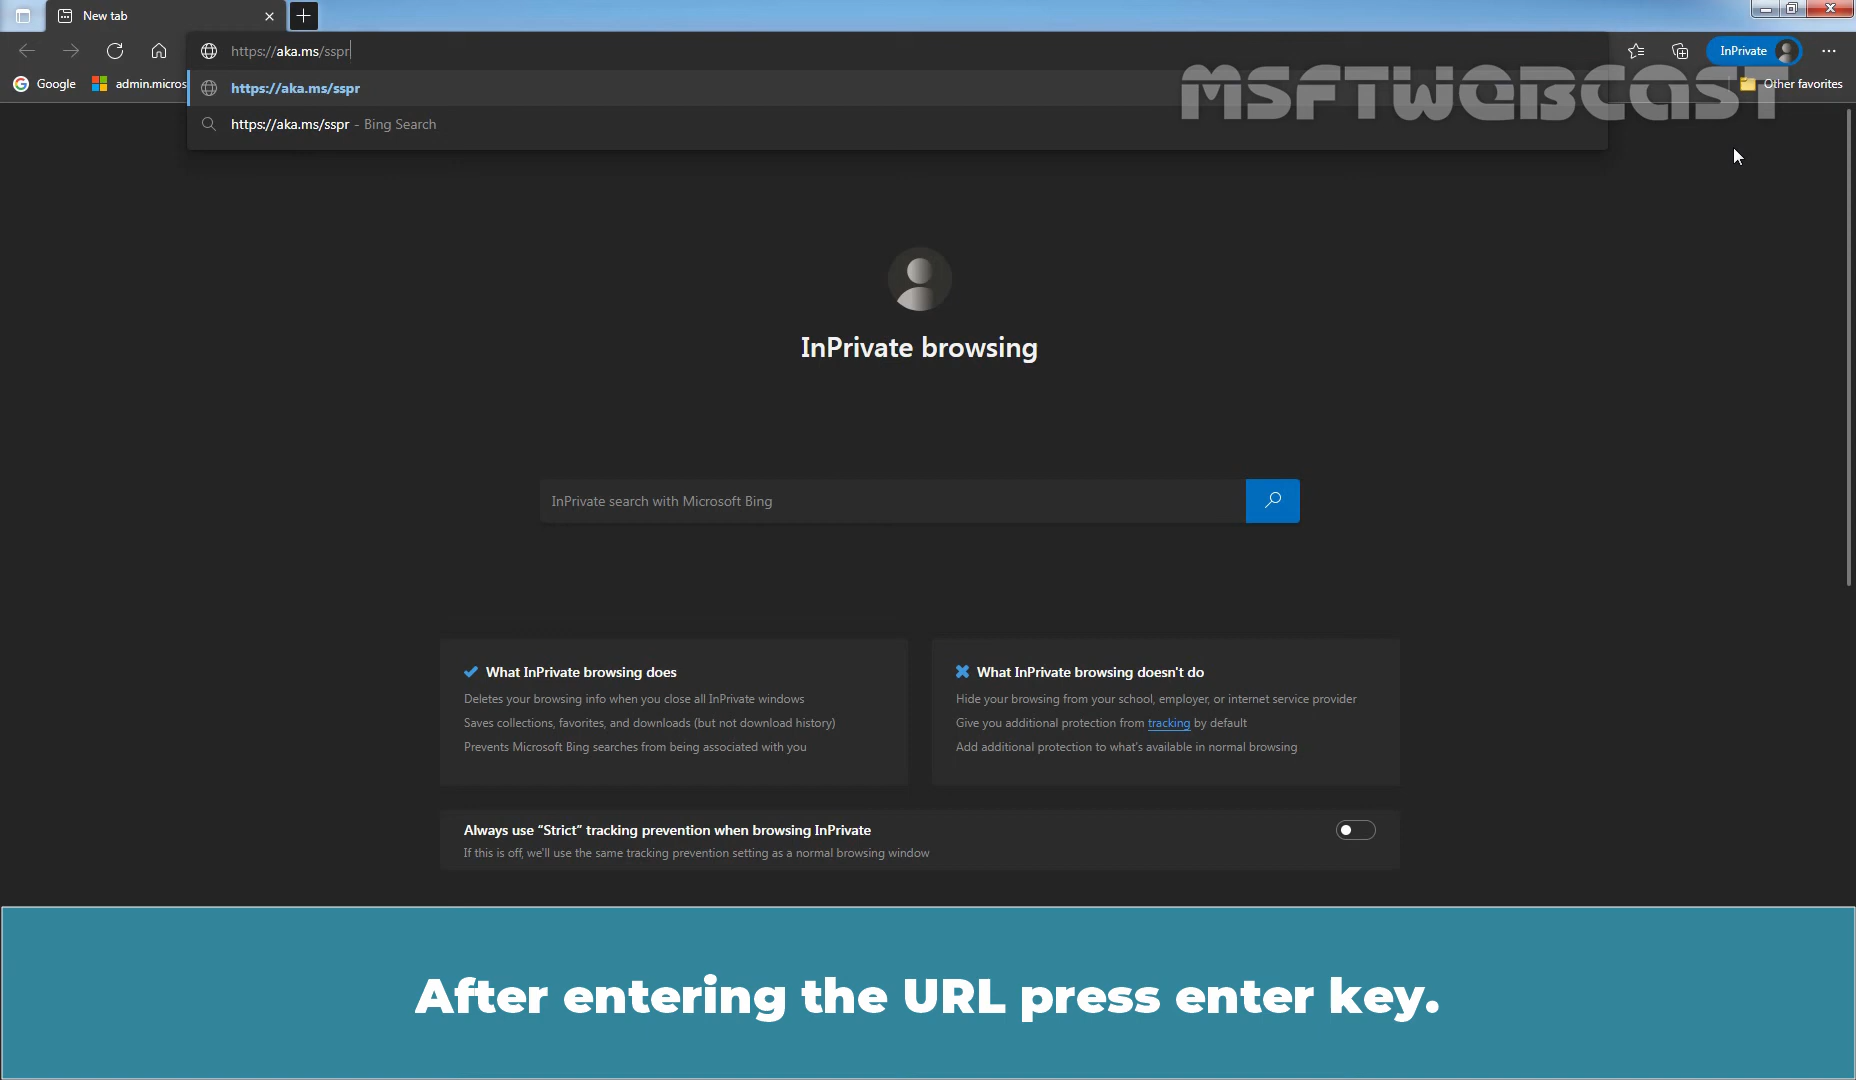 New tab
https://aka.ms/sspr
InPrivate
Google
admin.micros
https://aka.ms/sspr
MSFTWEBCAST
Other favorites
https://aka.ms/sspr - Bing Search
InPrivate browsing
InPrivate search with Microsoft Bing
What InPrivate browsing does
Deletes your browsing info when you close all InPrivate windows
Saves collections, favorites, and downloads (but not download history)
Prevents Microsoft Bing searches from being associated with you
What InPrivate browsing doesn't do
Hide your browsing from your school, employer, or internet service provider
Give you additional protection from tracking by default
Add additional protection to what's available in normal browsing
Always use “Strict” tracking prevention when browsing InPrivate
If this is off, we'll use the same tracking prevention setting as a normal browsing window
After entering the URL press enter key.